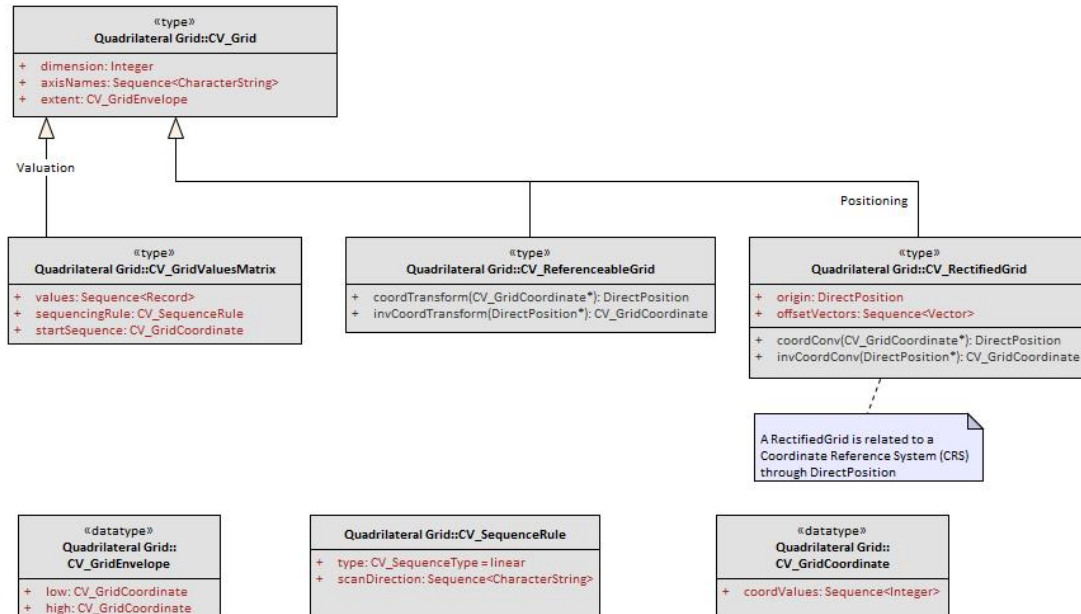 «type»
Quadrilateral Grid::CV_Grid
+ dimension: Integer
+ axisNames: Sequence<CharacterString>
+ extent: CV_GridEnvelope
Valuation
Positioning
«type»
Quadrilateral Grid::CV_GridValuesMatrix
+ values: Sequence<Record>
+ sequencingRule: CV_SequenceRule
+ startSequence: CV_GridCoordinate
«type»
Quadrilateral Grid::CV_ReferenceableGrid
+ coordTransform(CV_GridCoordinate*): DirectPosition
+ invCoordTransform(DirectPosition*): CV_GridCoordinate
«type»
Quadrilateral Grid::CV_RectifiedGrid
+ origin: DirectPosition
+ offsetVectors: Sequence<Vector>
+ coordConv(CV_GridCoordinate*): DirectPosition
+ invCoordConv(DirectPosition*): CV_GridCoordinate
A RectifiedGrid is related to a
Coordinate Reference System (CRS)
through DirectPosition
«datatype»
Quadrilateral Grid::
CV_GridEnvelope
+ low: CV_GridCoordinate
+ high: CV_GridCoordinate
Quadrilateral Grid::CV_SequenceRule
+ type: CV_SequenceType = linear
+ scanDirection: Sequence<CharacterString>
«datatype»
Quadrilateral Grid::
CV_GridCoordinate
+ coordValues: Sequence<Integer>